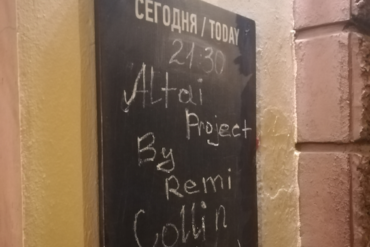 СЕГОДНЯ / TODAY
21:30
Altai
Project
By
Remi
Collin